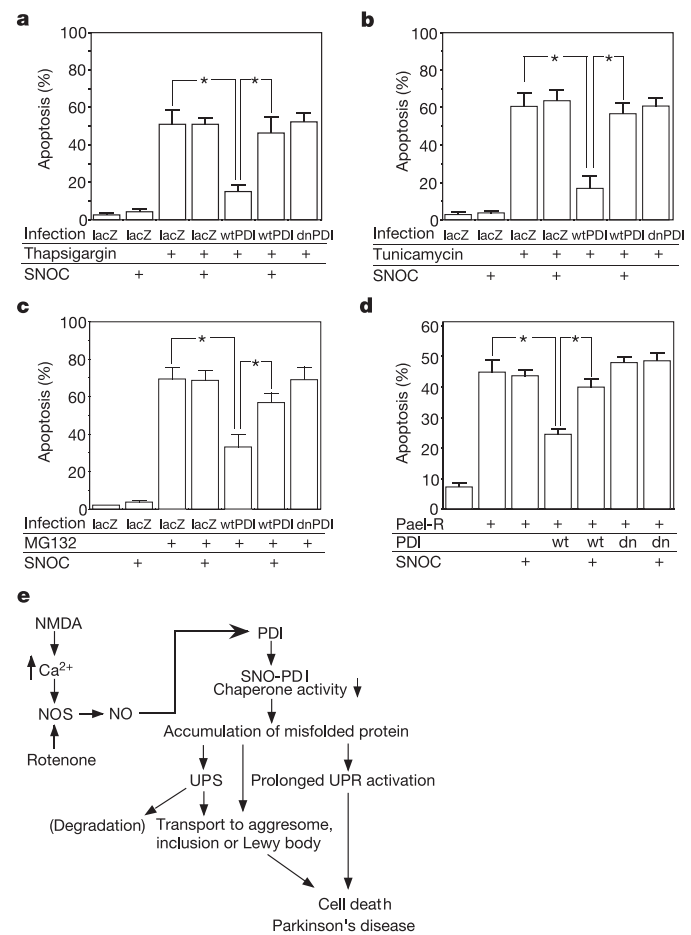 a
100
80
60
40
20
0
Apoptosis (%)
* *
Infection lacZ lacZ lacZ lacZ wtPDI wtPDI dnPDI
Thapsigargin + + + + +
SNOC + + +
b
100
80
60
40
20
0
Apoptosis (%)
* *
Infection lacZ lacZ lacZ lacZ wtPDI wtPDI dnPDI
Tunicamycin + + + + +
SNOC + + +
c
100
80
60
40
20
0
Apoptosis (%)
* *
Infection lacZ lacZ lacZ lacZ wtPDI wtPDI dnPDI
MG132 + + + + +
SNOC + + +
d
60
50
40
30
20
10
0
Apoptosis (%)
* *
Pael-R + + + + + +
PDI wt wt dn dn
SNOC + + +
e
NMDA
Ca²⁺
NOS
NO
Rotenone
PDI
SNO-PDI
Chaperone activity
Accumulation of misfolded protein
UPS
Prolonged UPR activation
(Degradation)
Transport to aggresome,
inclusion or Lewy body
Cell death
Parkinson's disease